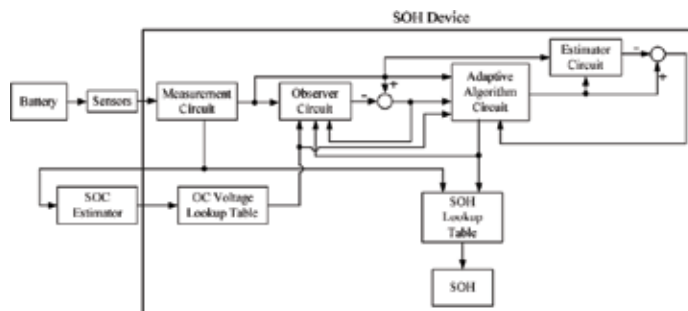 SOH Device
Battery
Sensors
Measurement
Circuit
Observer
Circuit
-
+
Adaptive
Algorithm
Circuit
Estimator
Circuit
-
+
SOC
Estimator
OC Voltage
Lookup Table
SOH
Lookup
Table
SOH